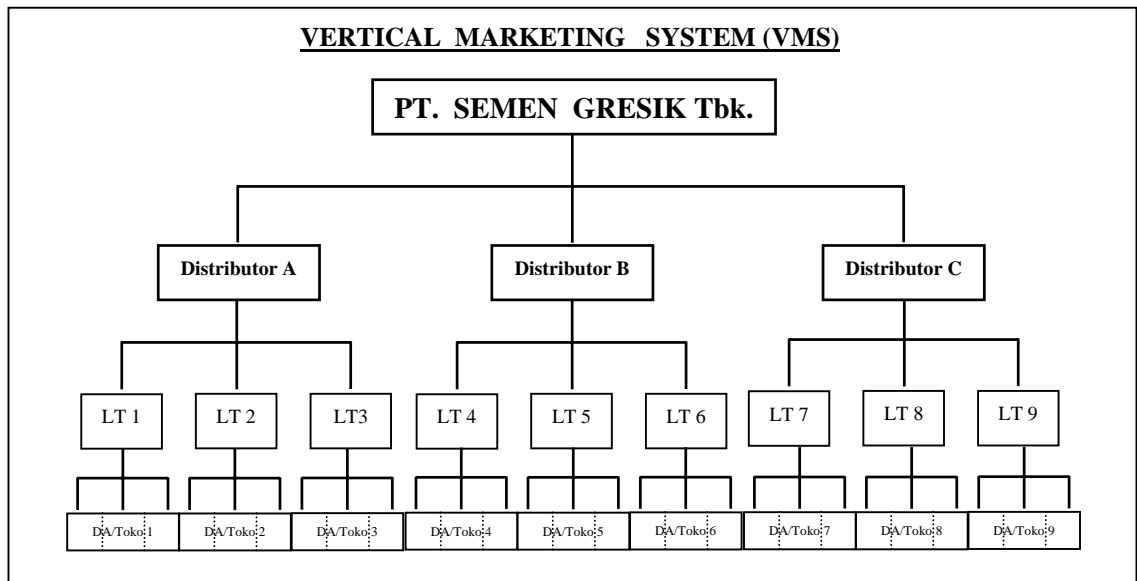 VERTICAL MARKETING SYSTEM (VMS)
PT. SEMEN GRESIK Tbk.
Distributor A Distributor B Distributor C
LT 1 LT 2 LT3 LT 4 LT 5 LT 6 LT 7 LT 8 LT 9
DA/Toko 1 DA/Toko 2 DA/Toko 3 DA/Toko 4 DA/Toko 5 DA/Toko 6 DA/Toko 7 DA/Toko 8 DA/Toko 9